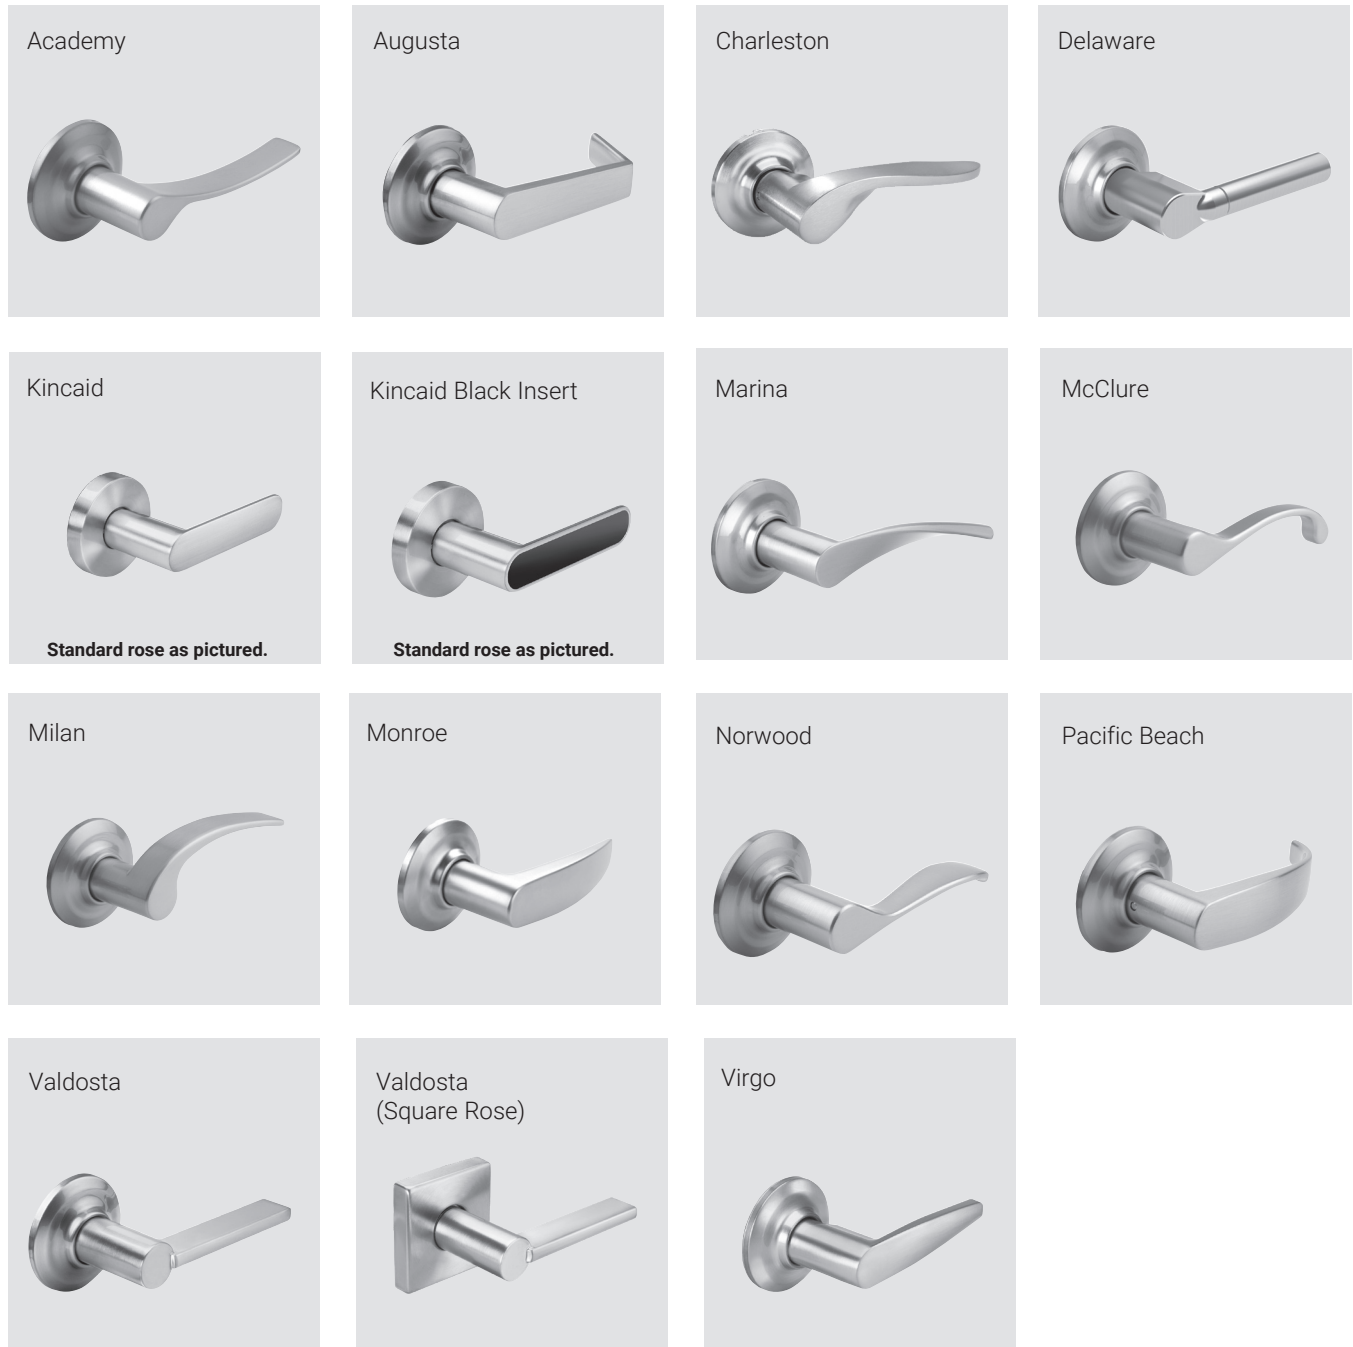 Academy
Augusta
Charleston
Delaware
Kincaid
Kincaid Black Insert
Marina
McClure
Standard rose as pictured.
Standard rose as pictured.
Milan
Monroe
Norwood
Pacific Beach
Valdosta
Valdosta
(Square Rose)
Virgo